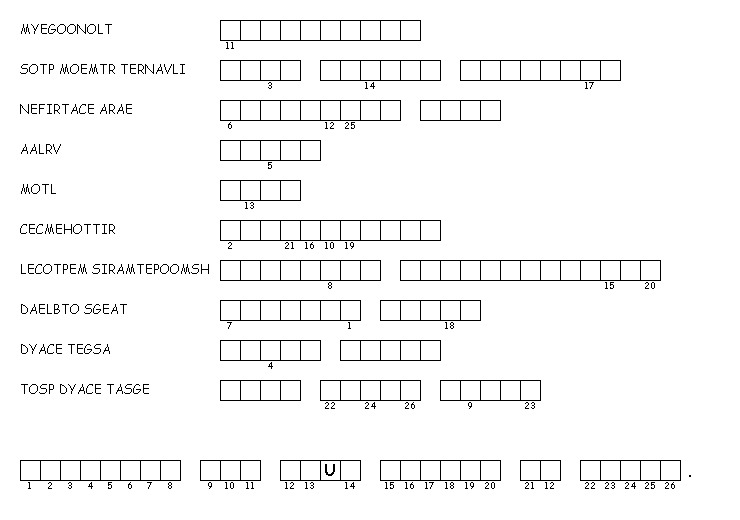 MYEGOONOLT
11
SOTP MOEMTR TERNAVLI
3 14 17
NEFIRTACE ARAE
6 12 25
AALRV
5
MOTL
13
CECMEHOTTIR
2 21 16 10 19
LECOTPEM SIRAMTEPOOMSH
8 15 20
DAELBTO SGEAT
7 1 18
DYACE TEGSA
4
TOSP DYACE TASGE
22 24 26 9 23
U .
1 2 3 4 5 6 7 8 9 10 11 12 13 14 15 16 17 18 19 20 21 12 22 23 24 25 26